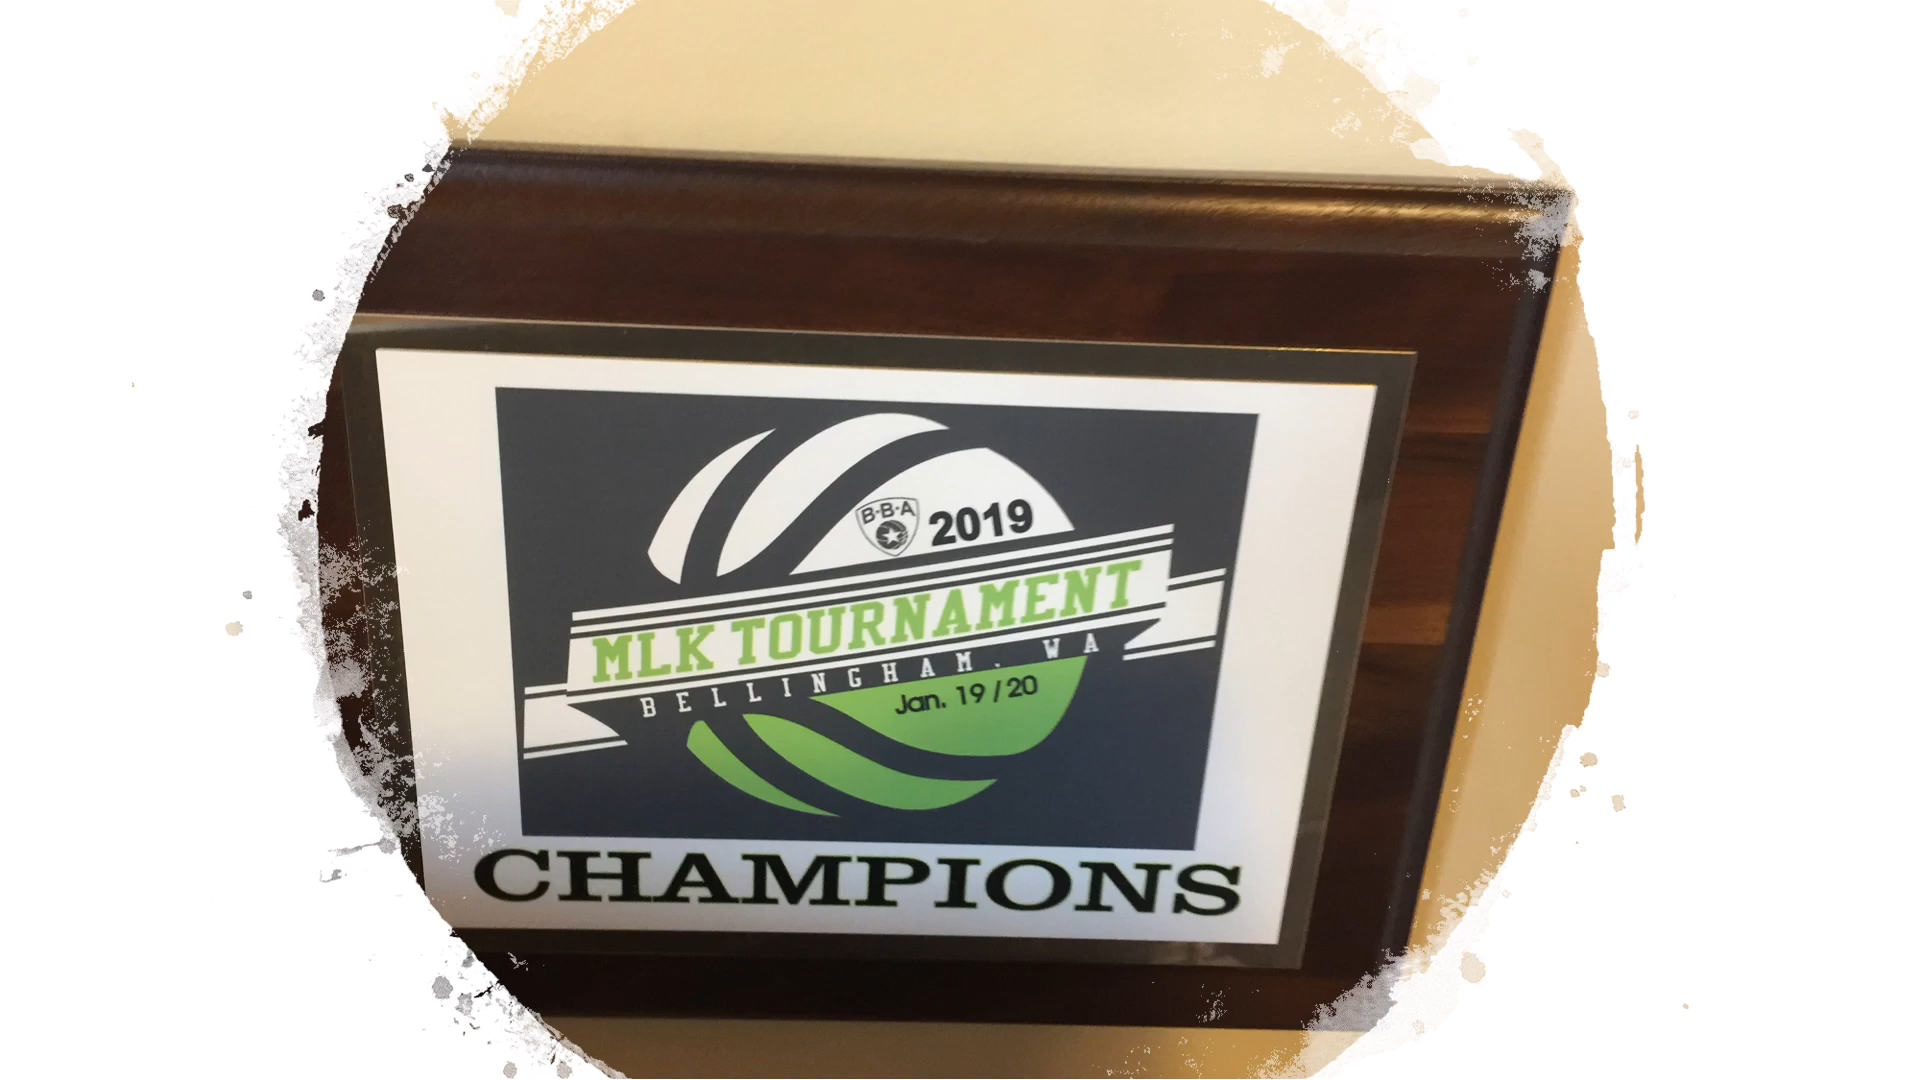 B·B·A 2019
MLK TOURNAMENT
BELLINGHAM, WA
Jan. 19 / 20
CHAMPIONS